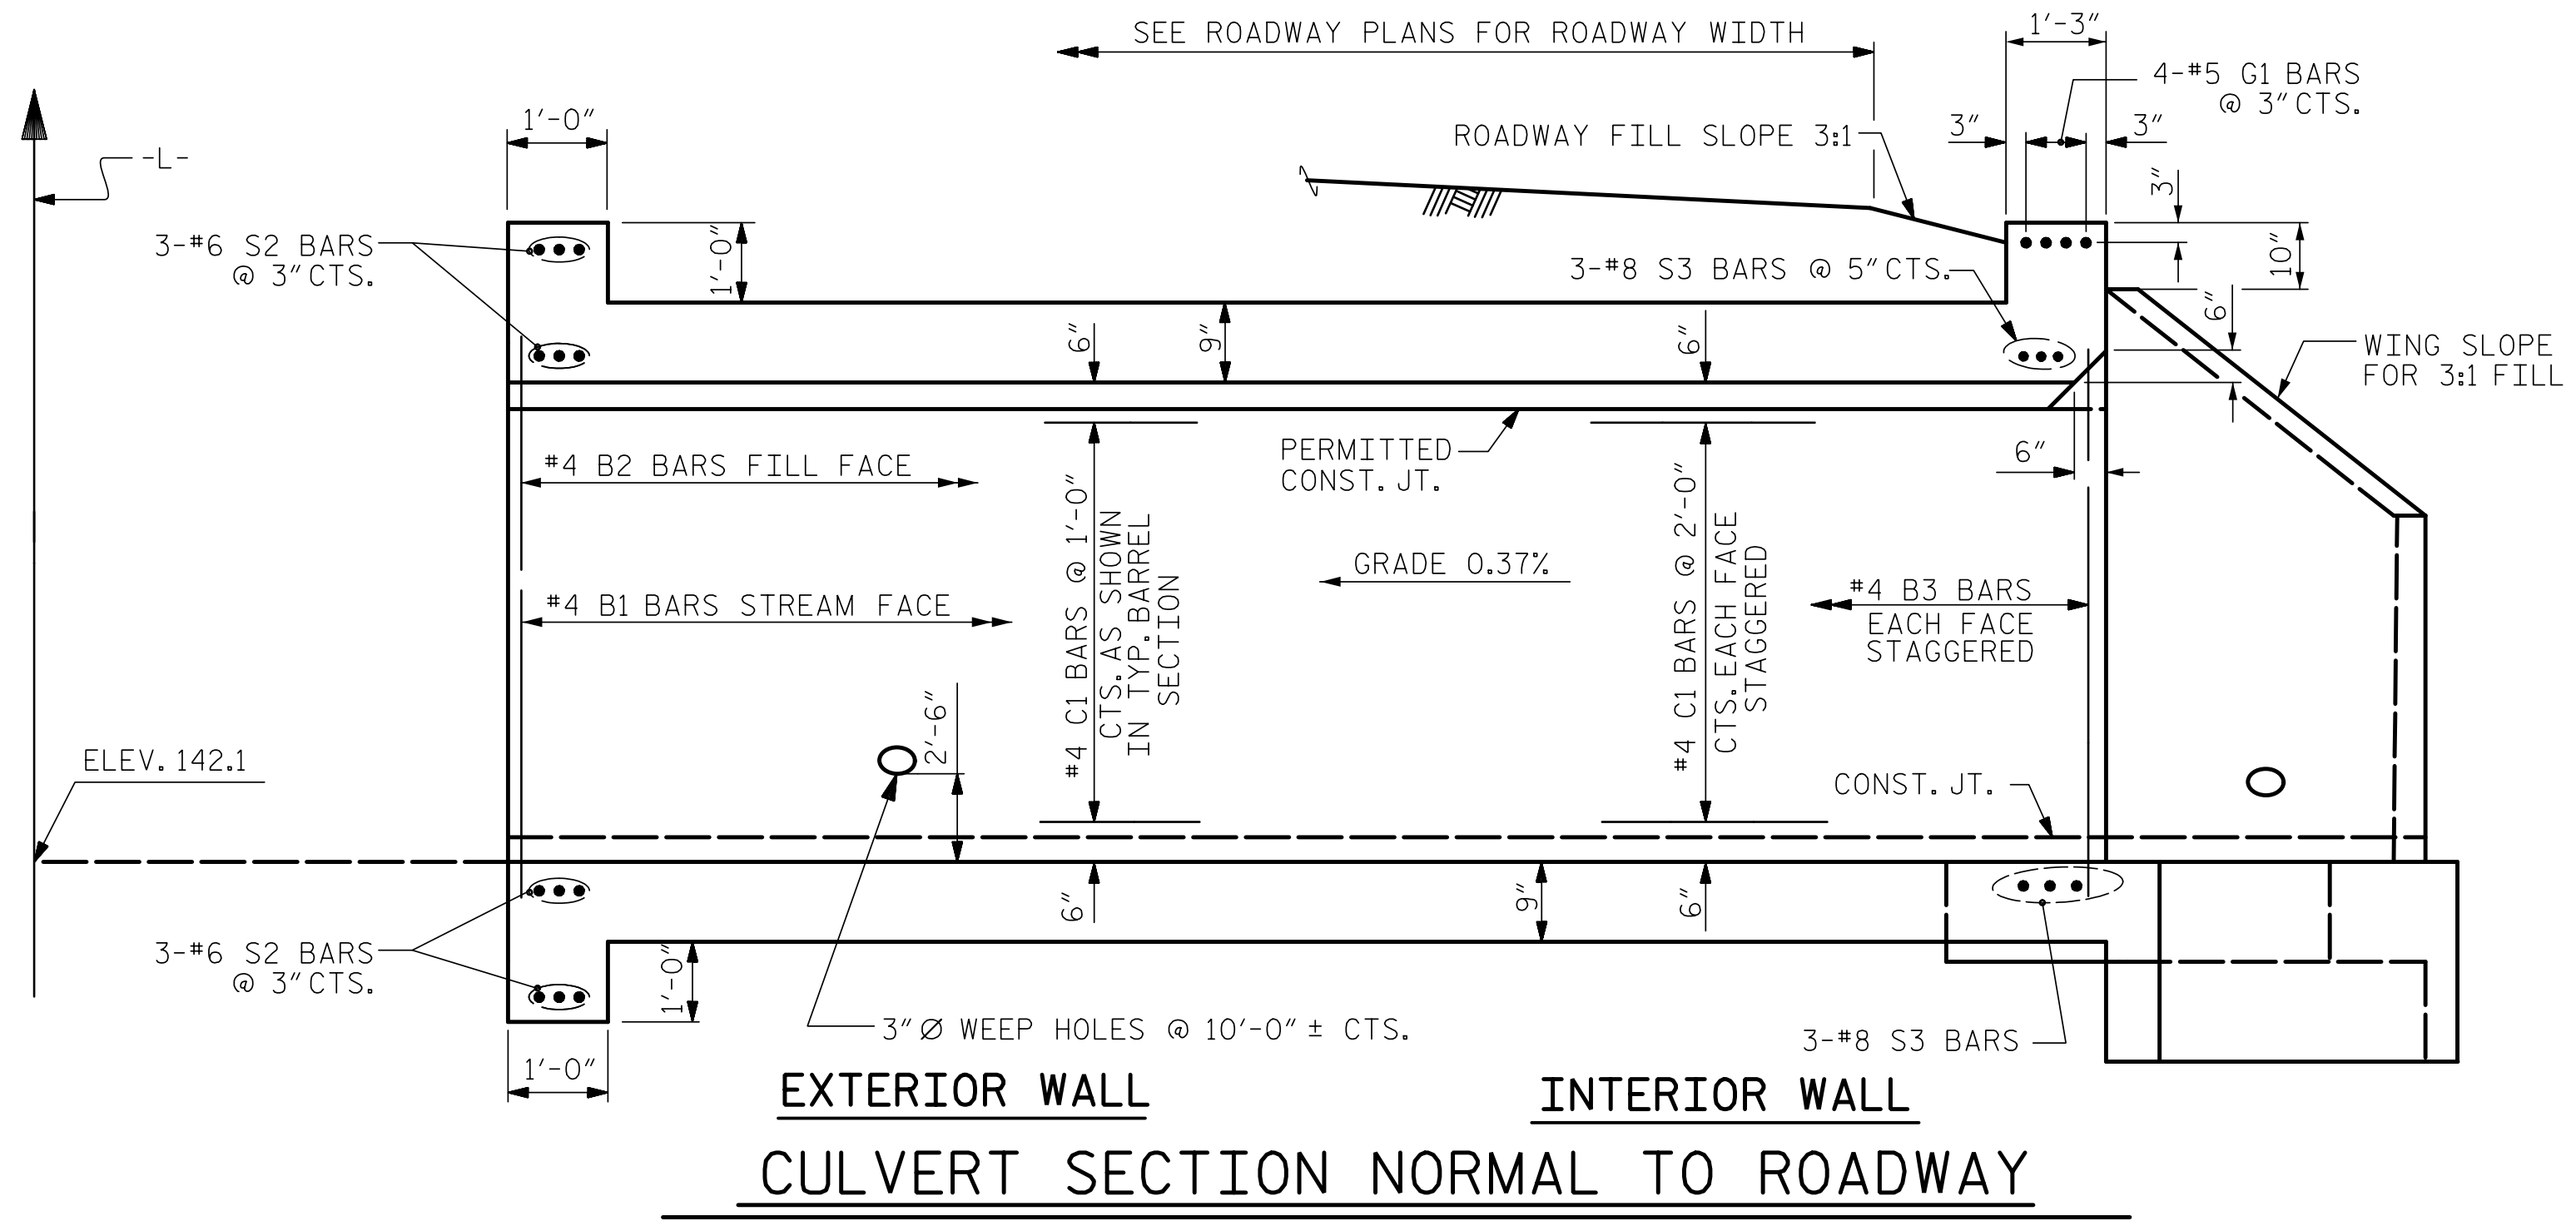 SEE ROADWAY PLANS FOR ROADWAY WIDTH
1'-3"
4-#5 G1 BARS
@ 3" CTS.
1'-0"
ROADWAY FILL SLOPE 3:1
3"
3"
-L-
3"
3-#6 S2 BARS
@ 3" CTS.
1'-0"
3-#8 S3 BARS @ 5" CTS.
10"
6"
6"
9"
6"
WING SLOPE
FOR 3:1 FILL
PERMITTED
CONST. JT.
6"
#4 B2 BARS FILL FACE
#4 C1 BARS @ 1'-0"
CTS. AS SHOWN
IN TYP. BARREL
SECTION
GRADE 0.37%
#4 C1 BARS @ 2'-0"
CTS. EACH FACE
STAGGERED
#4 B1 BARS STREAM FACE
#4 B3 BARS
EACH FACE
STAGGERED
2'-6"
ELEV. 142.1
CONST. JT.
6"
9"
6"
3-#6 S2 BARS
@ 3" CTS.
1'-0"
3"Ø WEEP HOLES @ 10'-0" ± CTS.
3-#8 S3 BARS
1'-0"
EXTERIOR WALL
INTERIOR WALL
CULVERT SECTION NORMAL TO ROADWAY